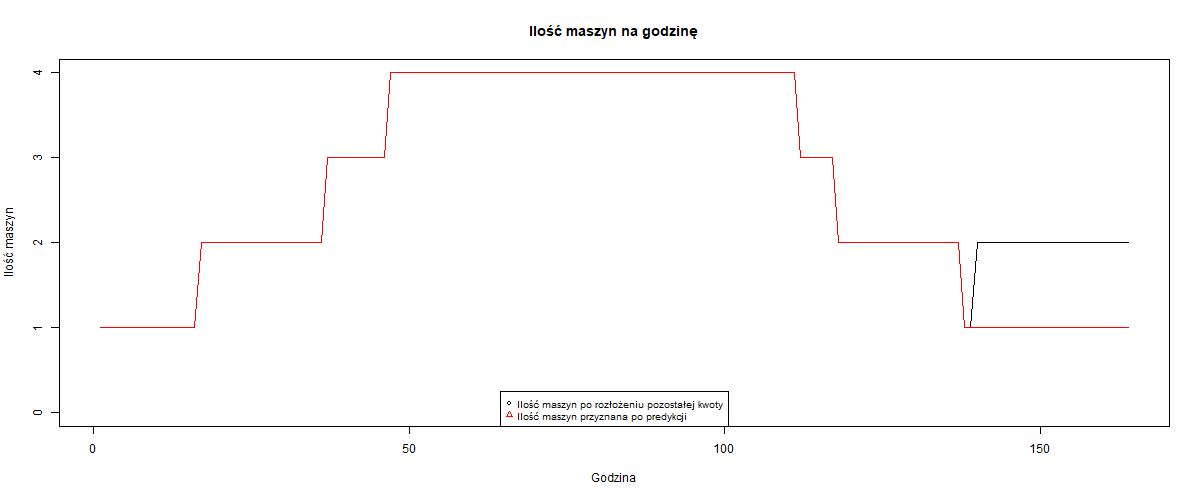 Ilość maszyn na godzinę
Ilość maszyn
4
3
2
1
0
Ilość maszyn po rozłożeniu pozostałej kwoty
Ilość maszyn przyznana po predykcji
0 50 100 150
Godzina